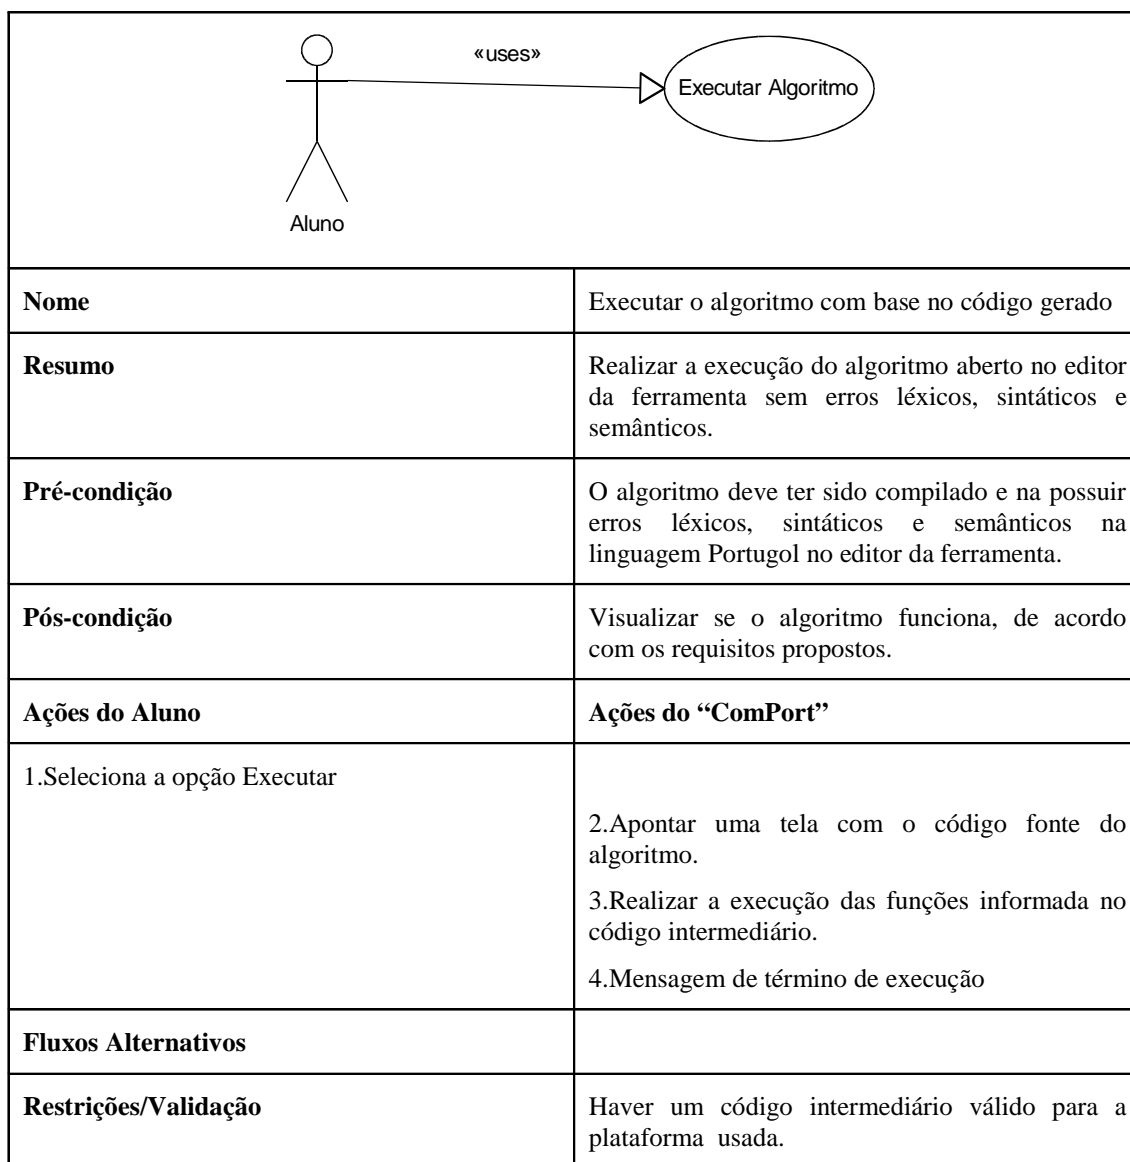 «uses»
Executar Algoritmo
Aluno
Nome
Executar o algoritmo com base no código gerado
Resumo
Realizar a execução do algoritmo aberto no editor
da ferramenta sem erros léxicos, sintáticos e
semânticos.
Pré-condição
O algoritmo deve ter sido compilado e na possuir
erros léxicos, sintáticos e semânticos na
linguagem Portugol no editor da ferramenta.
Pós-condição
Visualizar se o algoritmo funciona, de acordo
com os requisitos propostos.
Ações do Aluno
Ações do “ComPort”
1.Seleciona a opção Executar
2.Apontar uma tela com o código fonte do
algoritmo.
3.Realizar a execução das funções informada no
código intermediário.
4.Mensagem de término de execução
Fluxos Alternativos
Restrições/Validação
Haver um código intermediário válido para a
plataforma usada.